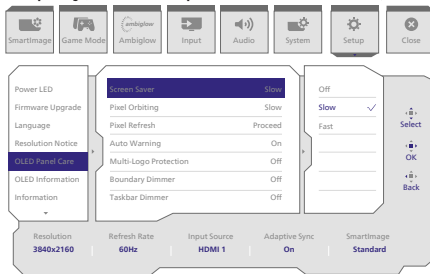 SmartImage
Game Mode
ambiglow
Ambiglow
Input
Audio
System
Setup
Close
Power LED
Firmware Upgrade
Language
Resolution Notice
OLED Panel Care
OLED Information
Information
Screen Saver Slow
Pixel Orbiting Slow
Pixel Refresh Proceed
Auto Warning On
Multi-Logo Protection Off
Boundary Dimmer Off
Taskbar Dimmer Off
Off
Slow
Fast
Select
OK
Back
Resolution Refresh Rate Input Source Adaptive Sync SmartImage
3840x2160 60Hz HDMI 1 On Standard